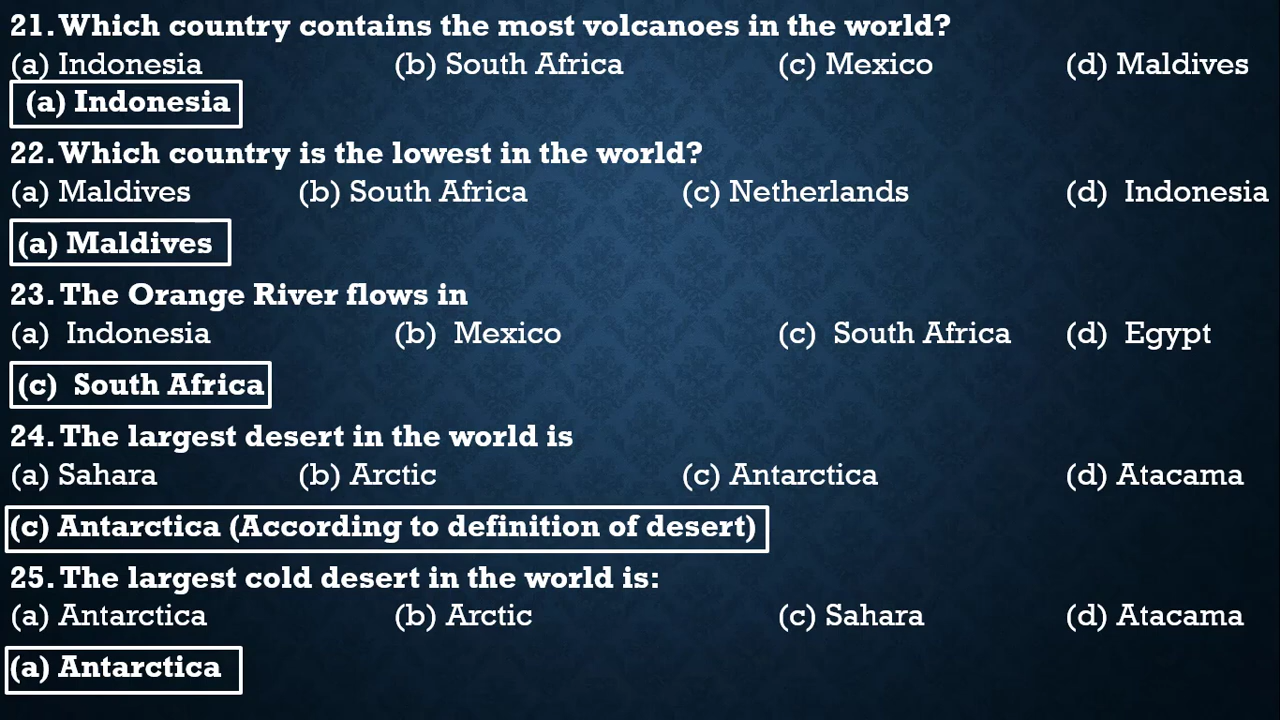 21. Which country contains the most volcanoes in the world?
(a) Indonesia (b) South Africa (c) Mexico (d) Maldives
(a) Indonesia
22. Which country is the lowest in the world?
(a) Maldives (b) South Africa (c) Netherlands (d) Indonesia
(a) Maldives
23. The Orange River flows in
(a) Indonesia (b) Mexico (c) South Africa (d) Egypt
(c) South Africa
24. The largest desert in the world is
(a) Sahara (b) Arctic (c) Antarctica (d) Atacama
(c) Antarctica (According to definition of desert)
25. The largest cold desert in the world is:
(a) Antarctica (b) Arctic (c) Sahara (d) Atacama
(a) Antarctica